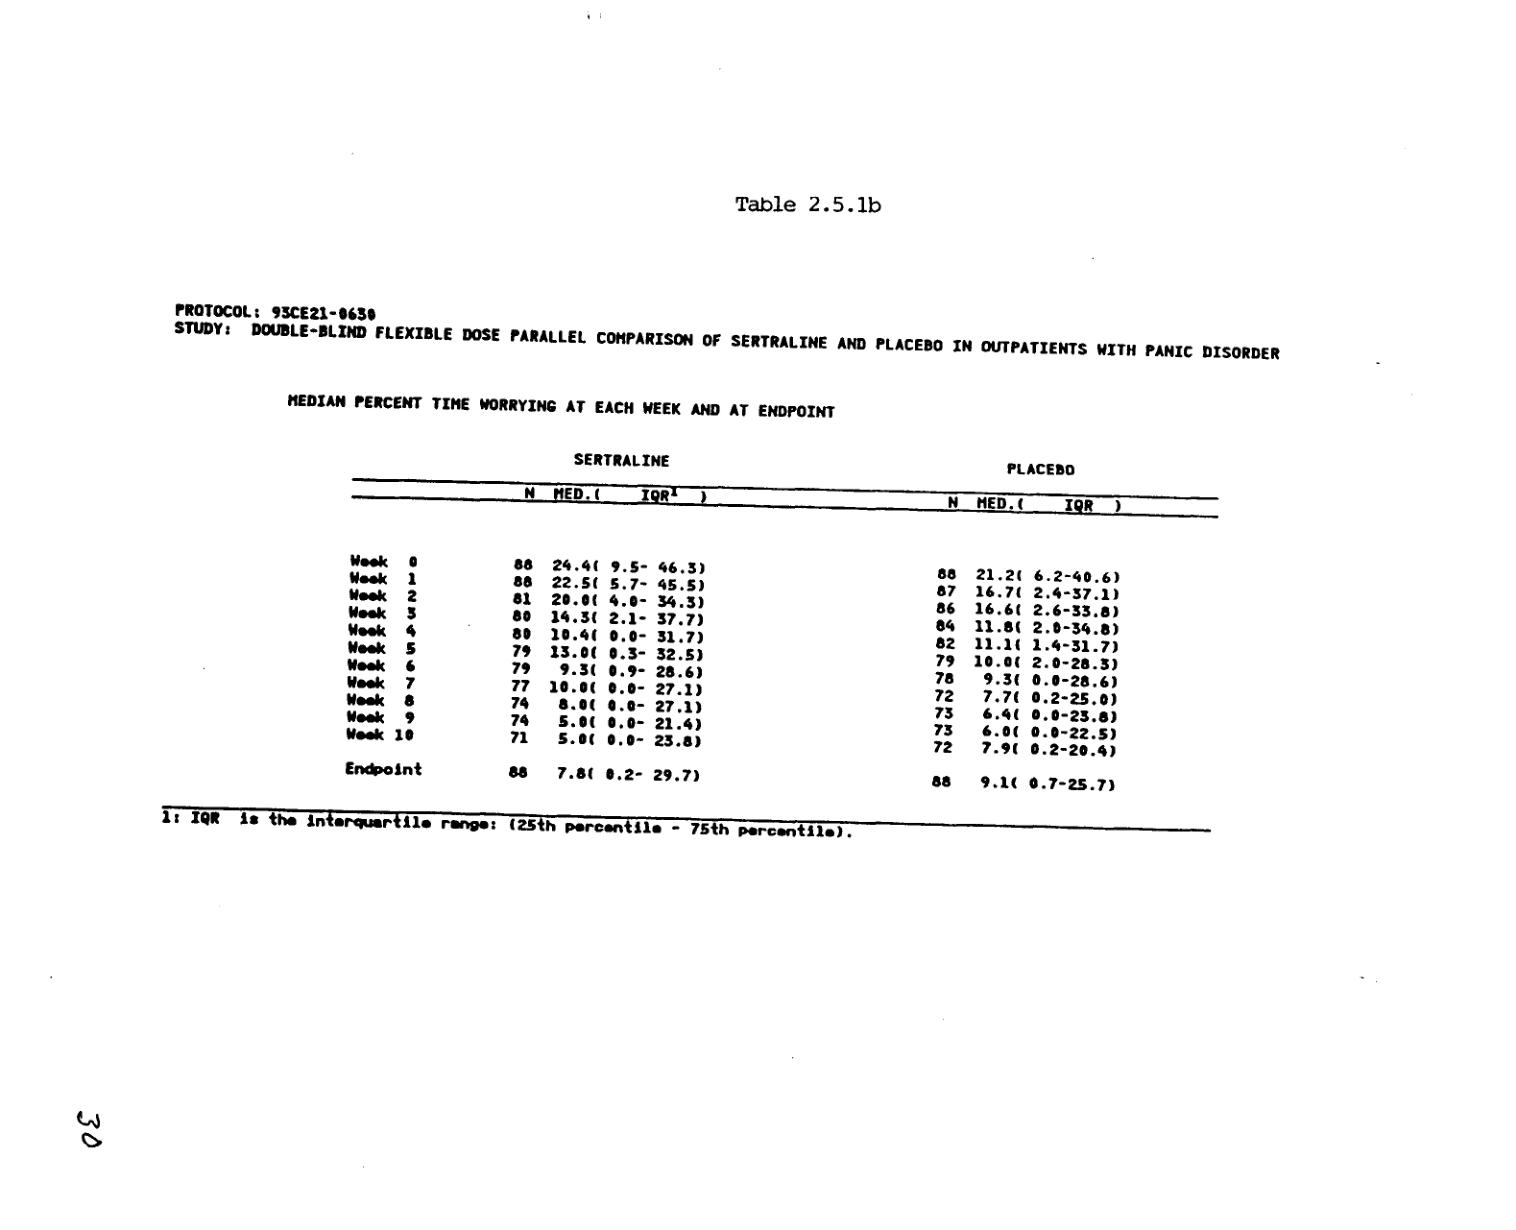 Table 2.5.1b
PROTOCOL: 93CE21-0630
STUDY: DOUBLE-BLIND FLEXIBLE DOSE PARALLEL COMPARISON OF SERTRALINE AND PLACEBO IN OUTPATIENTS WITH PANIC DISORDER
MEDIAN PERCENT TIME WORRYING AT EACH WEEK AND AT ENDPOINT
SERTRALINE PLACEBO
N MED.( IQR1 ) N MED.( IQR )
Week 0 88 24.4( 9.5- 46.3) 88 21.2( 6.2-40.6)
Week 1 88 22.5( 5.7- 45.5) 87 16.7( 2.4-37.1)
Week 2 81 20.0( 4.0- 34.3) 86 16.6( 2.6-33.8)
Week 3 80 14.3( 2.1- 37.7) 84 11.8( 2.0-34.8)
Week 4 80 10.4( 0.0- 31.7) 82 11.1( 1.4-31.7)
Week 5 79 13.0( 0.3- 32.5) 79 10.0( 2.0-28.3)
Week 6 79 9.3( 0.9- 28.6) 78 9.3( 0.0-28.6)
Week 7 77 10.0( 0.0- 27.1) 72 7.7( 0.2-25.0)
Week 8 74 8.0( 0.0- 27.1) 73 6.4( 0.0-23.8)
Week 9 74 5.0( 0.0- 21.4) 73 6.0( 0.0-22.5)
Week 10 71 5.0( 0.0- 23.8) 72 7.9( 0.2-20.4)
Endpoint 88 7.8( 0.2- 29.7) 88 9.1( 0.7-25.7)
1: IQR is the interquartile range: (25th percentile - 75th percentile).
30